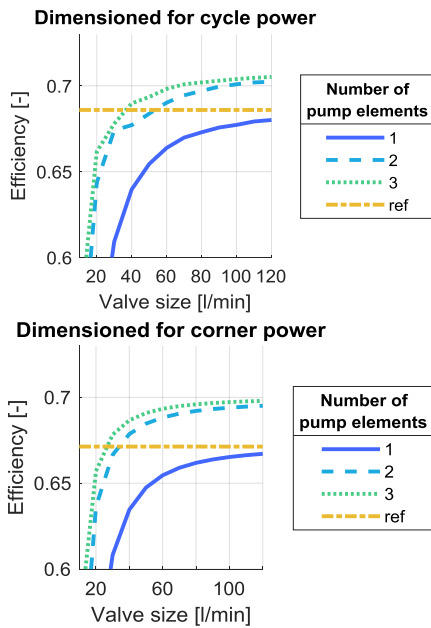 Dimensioned for cycle power
Efficiency [-]
0.7
0.65
0.6
20 40 60 80 100 120
Valve size [l/min]
Number of
pump elements
1
2
3
ref
Dimensioned for corner power
Efficiency [-]
0.7
0.65
0.6
20 40 60 80 100
Valve size [l/min]
Number of
pump elements
1
2
3
ref